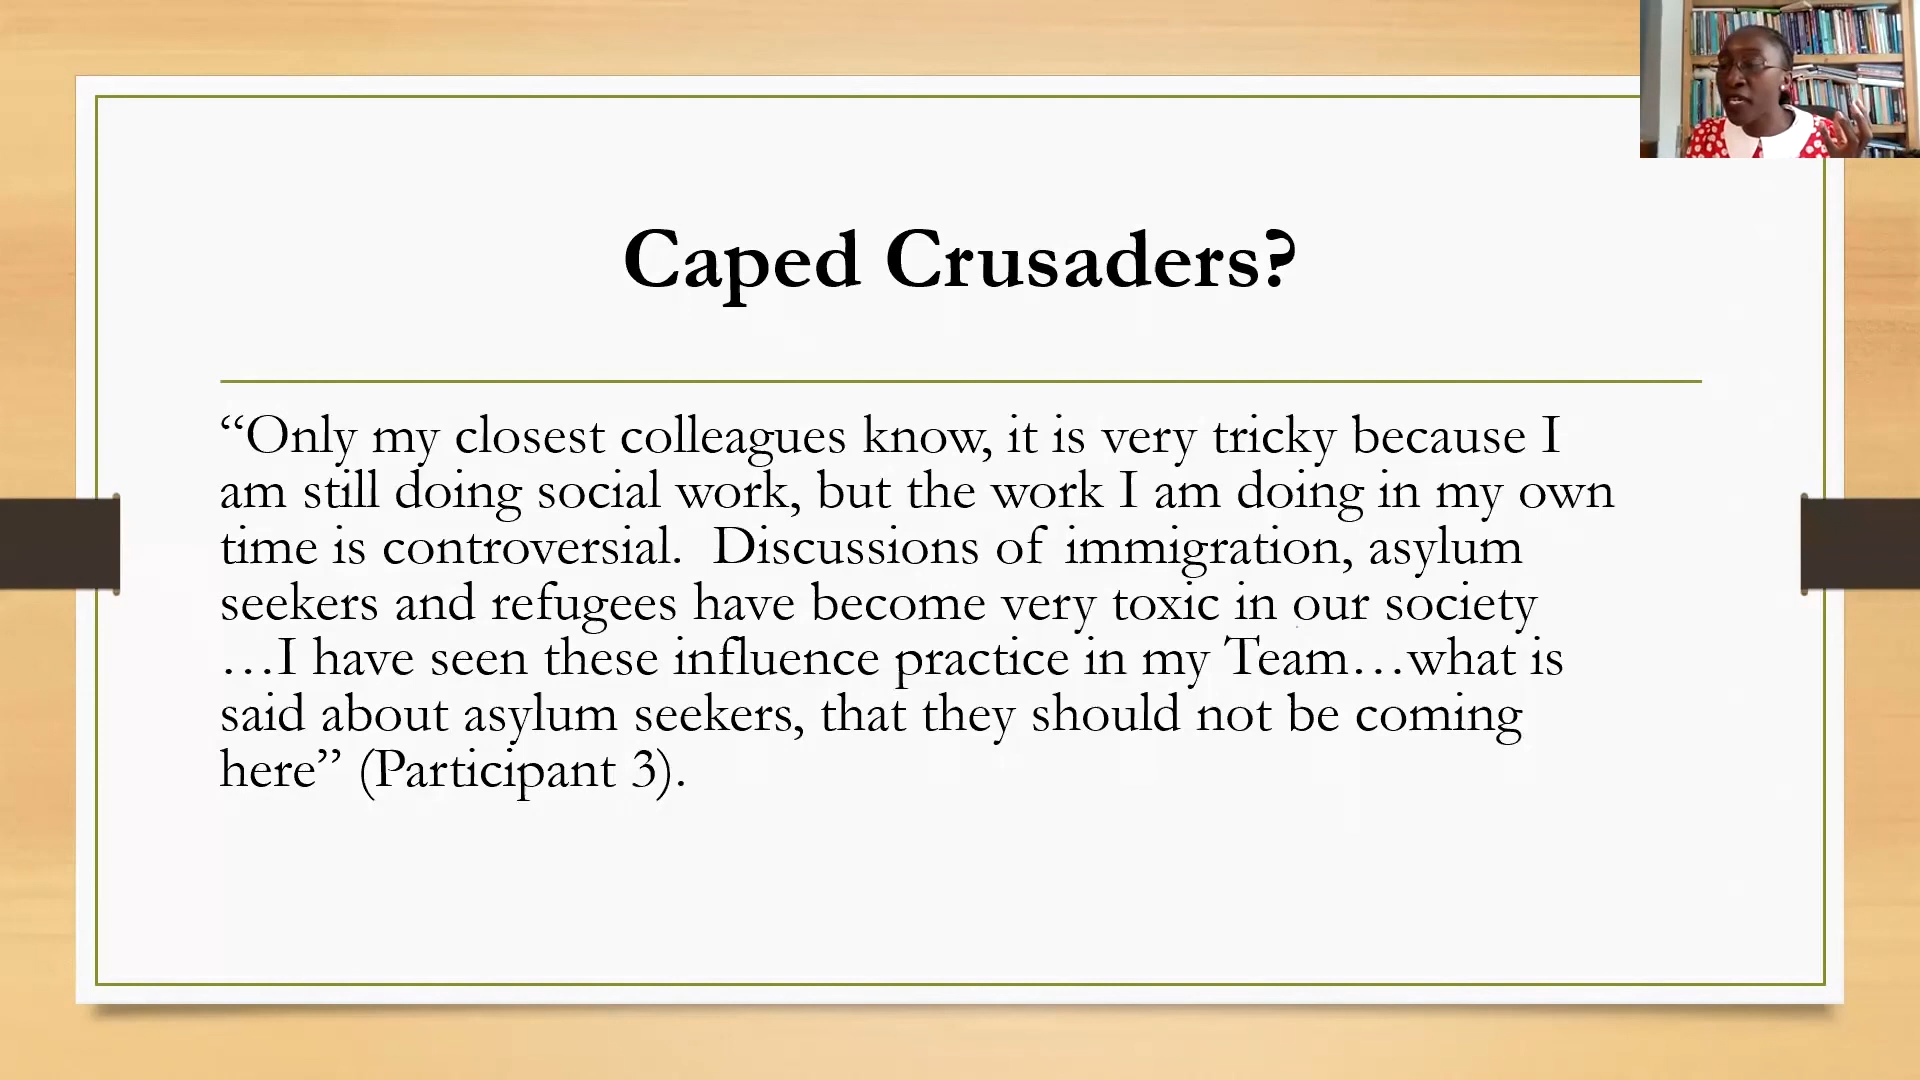 Caped Crusaders?
“Only my closest colleagues know, it is very tricky because I
am still doing social work, but the work I am doing in my own
time is controversial.  Discussions of immigration, asylum
seekers and refugees have become very toxic in our society
…I have seen these influence practice in my Team…what is
said about asylum seekers, that they should not be coming
here” (Participant 3).